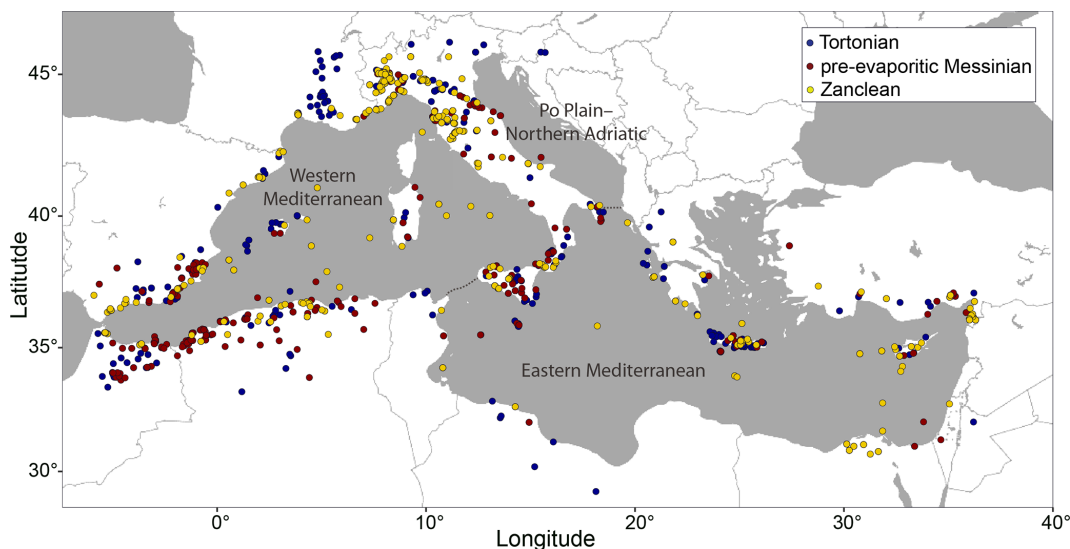 Tortonian
pre-evaporitic Messinian
Zanclean
45°
40°
35°
30°
Po Plain–
Northern Adriatic
Western
Mediterranean
Eastern Mediterranean
Latitutde
0°
10°
20°
30°
40°
Longitude